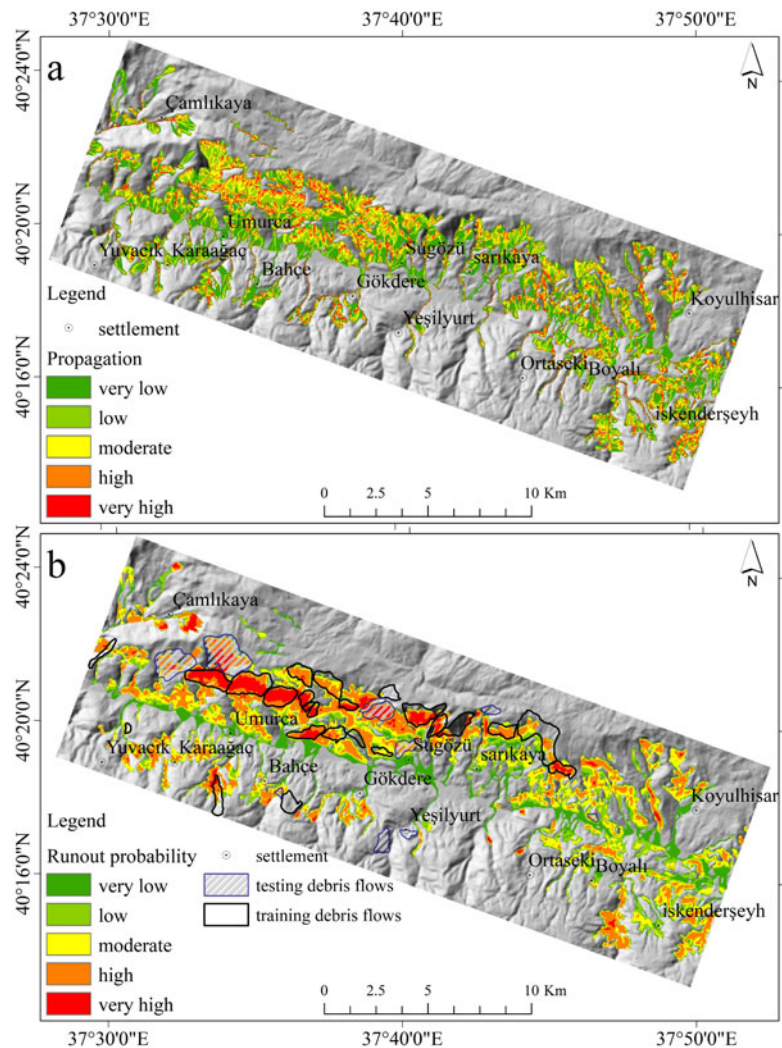 37°30'0"E 37°40'0"E 37°50'0"E
a
N
40°24'0"N
Çamlıkaya
40°20'0"N
Umurca
Yuvacık Karaağaç
Sugözü
sarıkaya
Bahçe
Gökdere
Koyulhisar
Legend
settlement
Yeşilyurt
Propagation
40°16'0"N
Ortaseki Boyalı
very low
low
iskenderşeyh
moderate
high
0 2.5 5 10 Km
very high
b
N
40°24'0"N
Çamlıkaya
40°20'0"N
Umurca
D
Yuvacık Karaağaç
Sugözü
sarıkaya
Bahçe
Gökdere
Koyulhisar
Yeşilyurt
Legend
Runout probability
settlement
40°16'0"N
Ortaseki Boyalı
very low
testing debris flows
low
training debris flows
iskenderşeyh
moderate
high
0 2.5 5 10 Km
very high
37°30'0"E 37°40'0"E 37°50'0"E